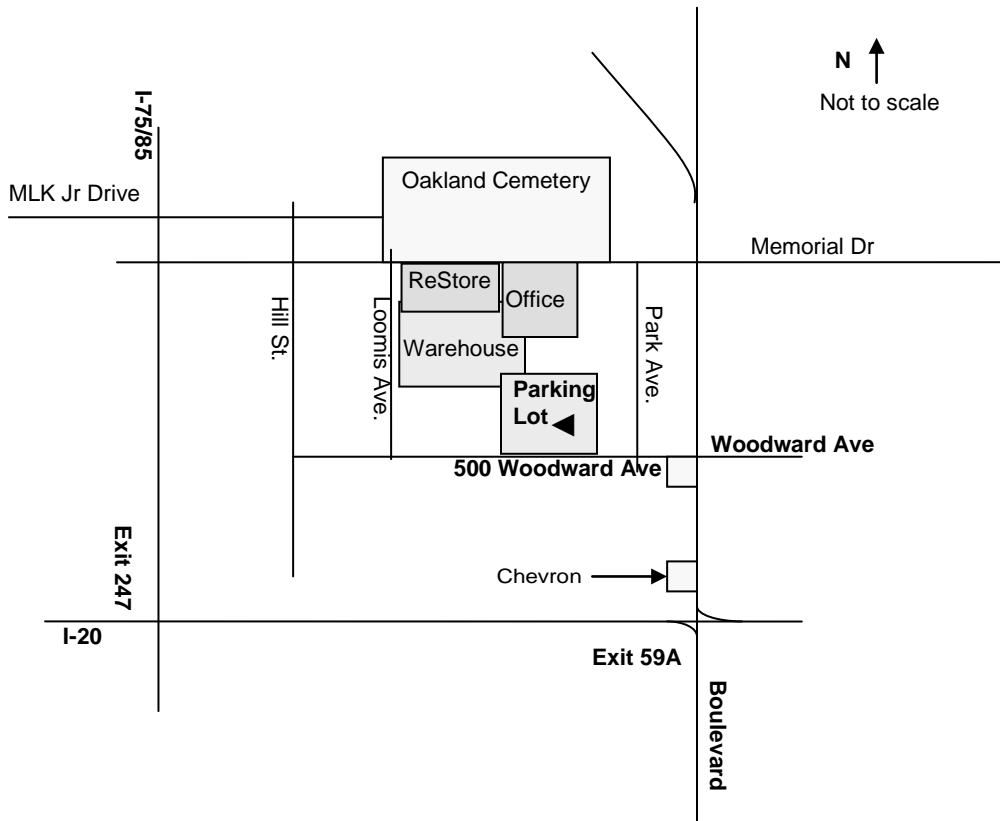 N
Not to scale
I-75/85
Oakland Cemetery
MLK Jr Drive
Memorial Dr
ReStore
Office
Hill St.
Loomis Ave.
Park Ave.
Warehouse
Parking
Lot
Woodward Ave
500 Woodward Ave
Exit 247
Chevron
I-20
Exit 59A
Boulevard